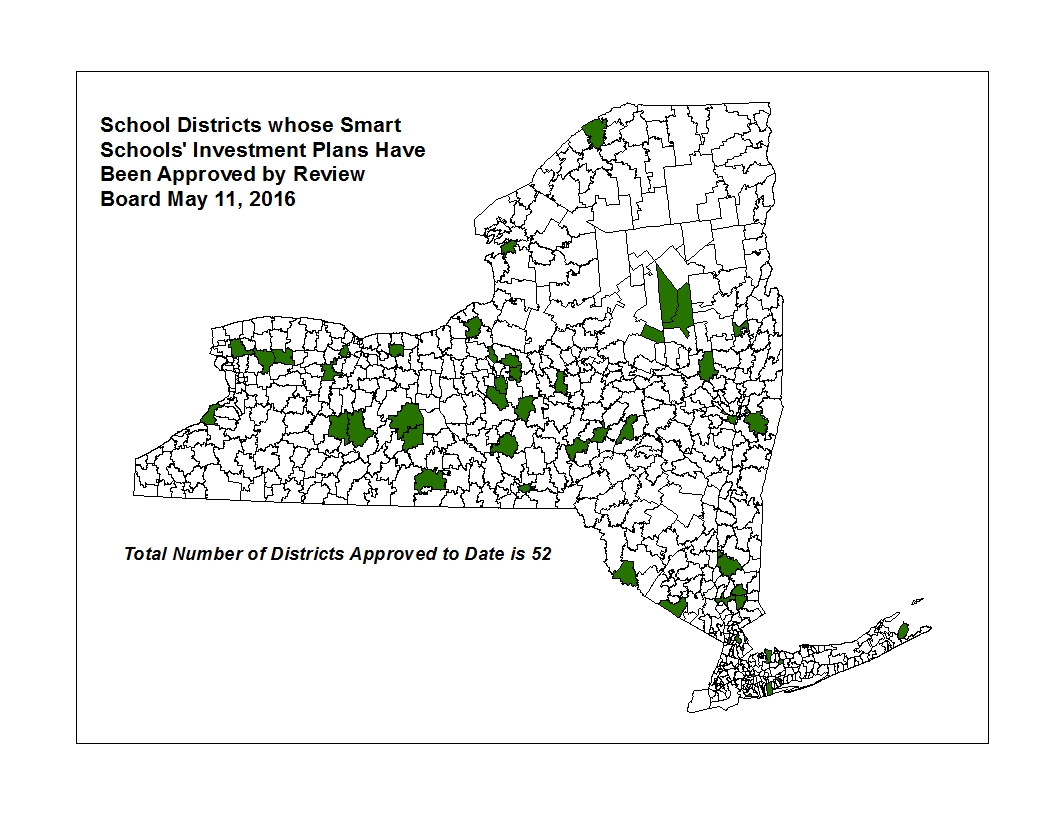 School Districts whose Smart
Schools' Investment Plans Have
Been Approved by Review
Board May 11, 2016
Total Number of Districts Approved to Date is 52